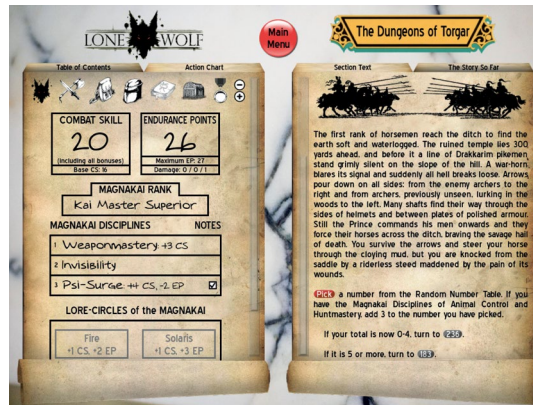 LONE WOLF
Main
Menu
The Dungeons of Torgar
Table of Contents
Action Chart
COMBAT SKILL
20
(including all bonuses)
Base CS: 16
ENDURANCE POINTS
26
Maximum EP: 27
Damage: 0 / 0 / 1
MAGNAKAI RANK
Kai Master Superior
MAGNAKAI DISCIPLINES NOTES
1 Weaponmastery: +3 CS
2 Invisibility
3 Psi-Surge: +4 CS, -2 EP
LORE-CIRCLES of the MAGNAKAI
Fire
+1 CS, +2 EP
Solaris
+1 CS, +3 EP
Section Text
The Story So Far
The first rank of horsemen reach the ditch to find the
earth soft and waterlogged. The ruined temple lies 300
yards ahead, and before it a line of Drakkarim pikemen
stand grimly on the slope of the hill. A war-horn
blares its signal and suddenly all hell breaks loose. Arrows
pour down on all sides: from the enemy archers to the
right and from archers, previously unseen, lurking in the
woods to the left. Many shafts find their way through the
sides of helmets and between plates of polished armour.
Still the Prince commands his men onwards and they
force their horses across the ditch, braving the savage hail
of death. You survive the arrows and steer your horse
through the cloying mud, but you are knocked from the
saddle by a riderless steed maddened by the pain of its
wounds.
Pick a number from the Random Number Table. If you
have the Magnakai Disciplines of Animal Control and
Huntmastery, add 3 to the number you have picked.
If your total is now 0-4, turn to 235.
If it is 5 or more, turn to 183.